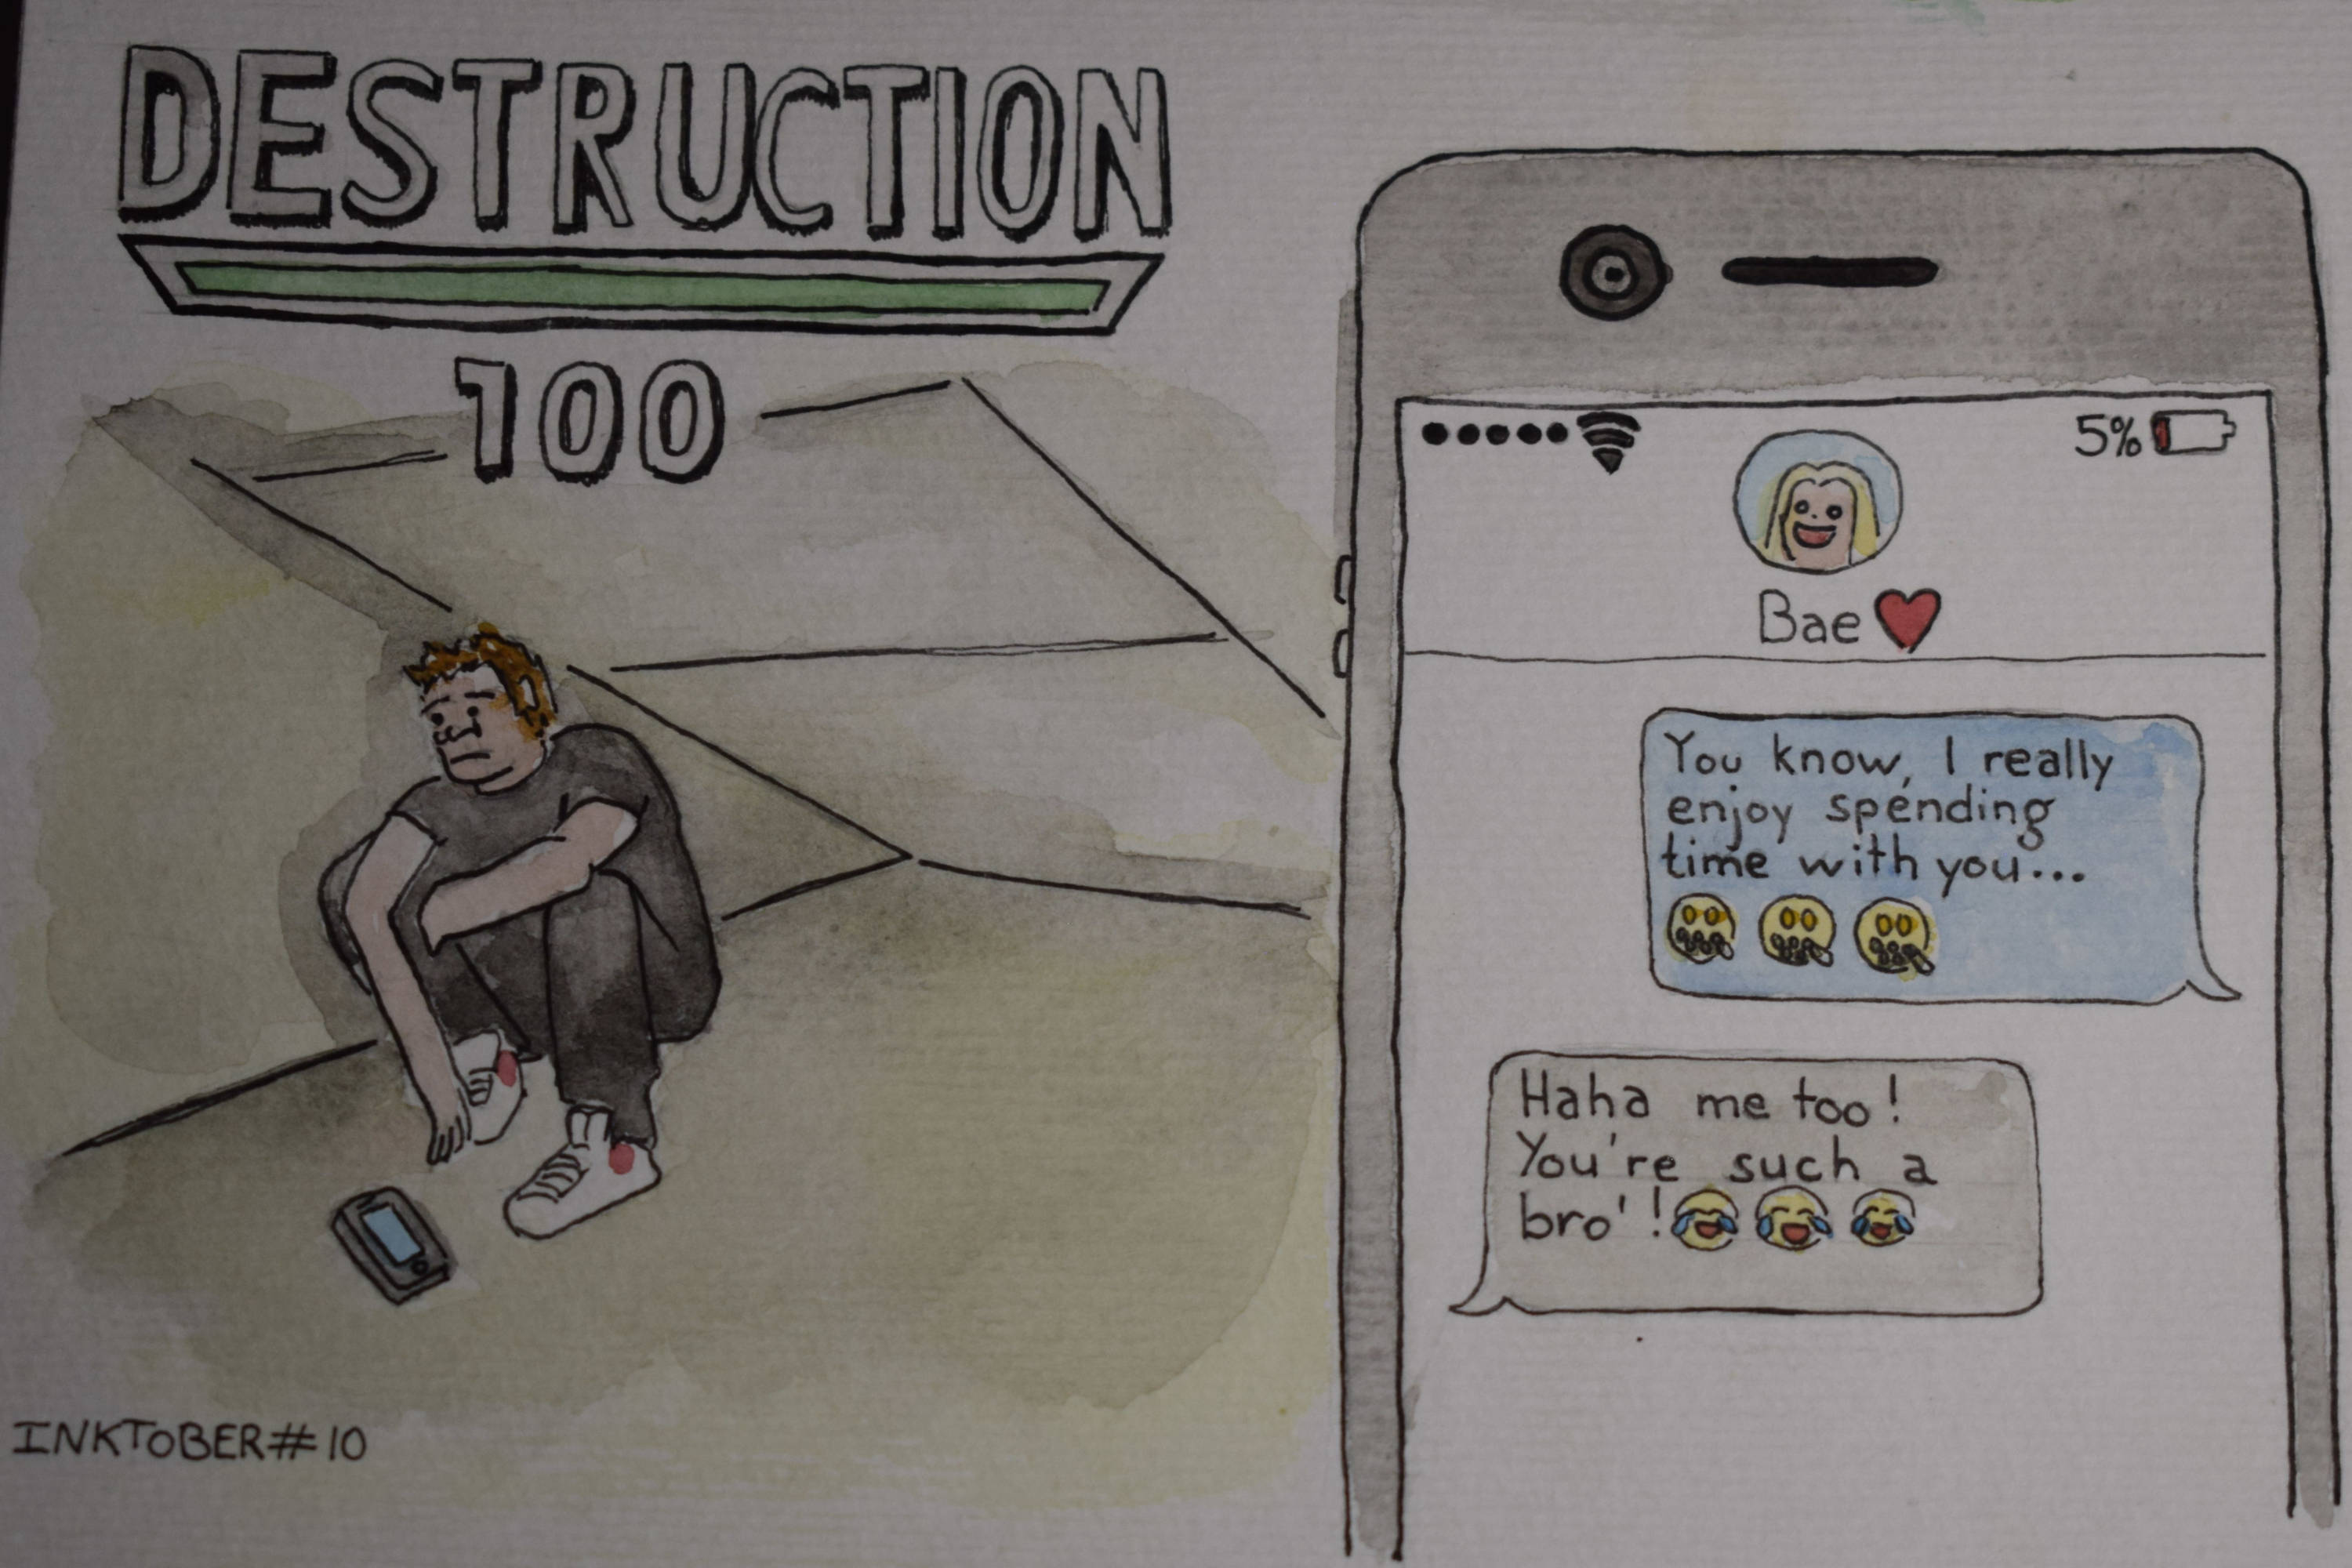 DESTRUCTION
100
5%
Bae
You know, I really
enjoy spending
time with you...
Haha me too!
You're such a
bro'!
INKTOBER#10